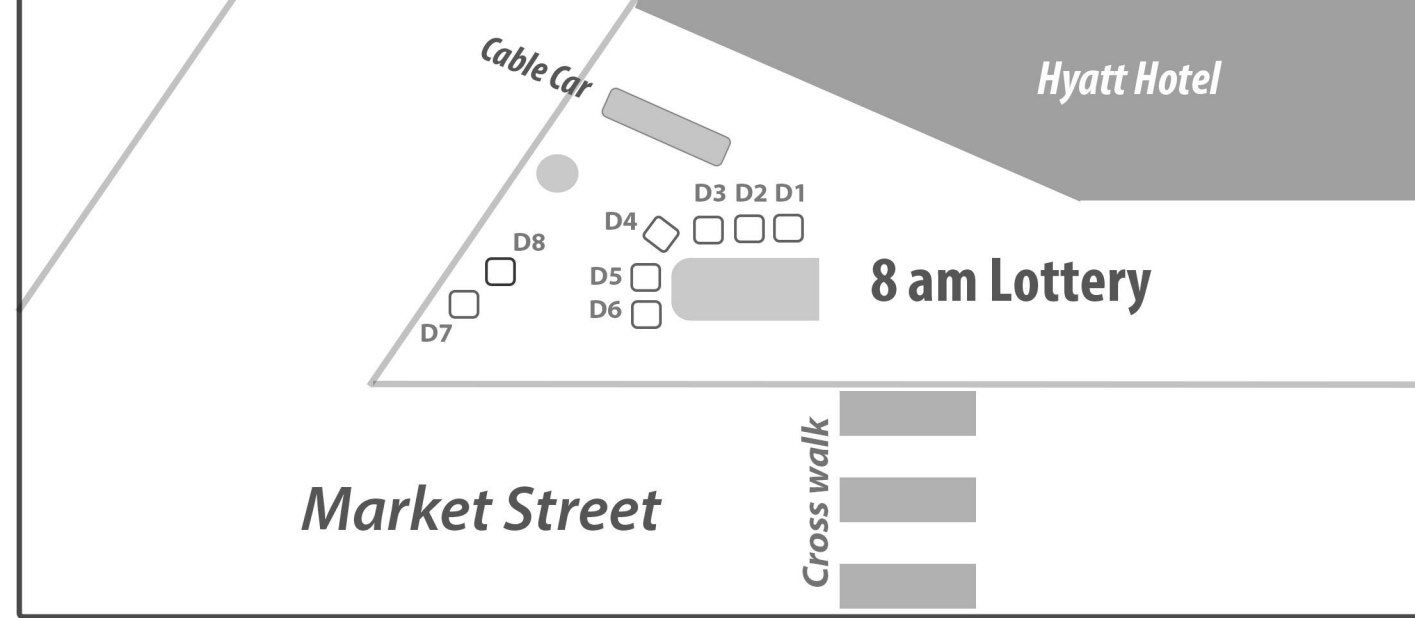 Cable Car
Hyatt Hotel
D3 D2 D1
D4
D8
D5
8 am Lottery
D6
D7
Cross walk
Market Street